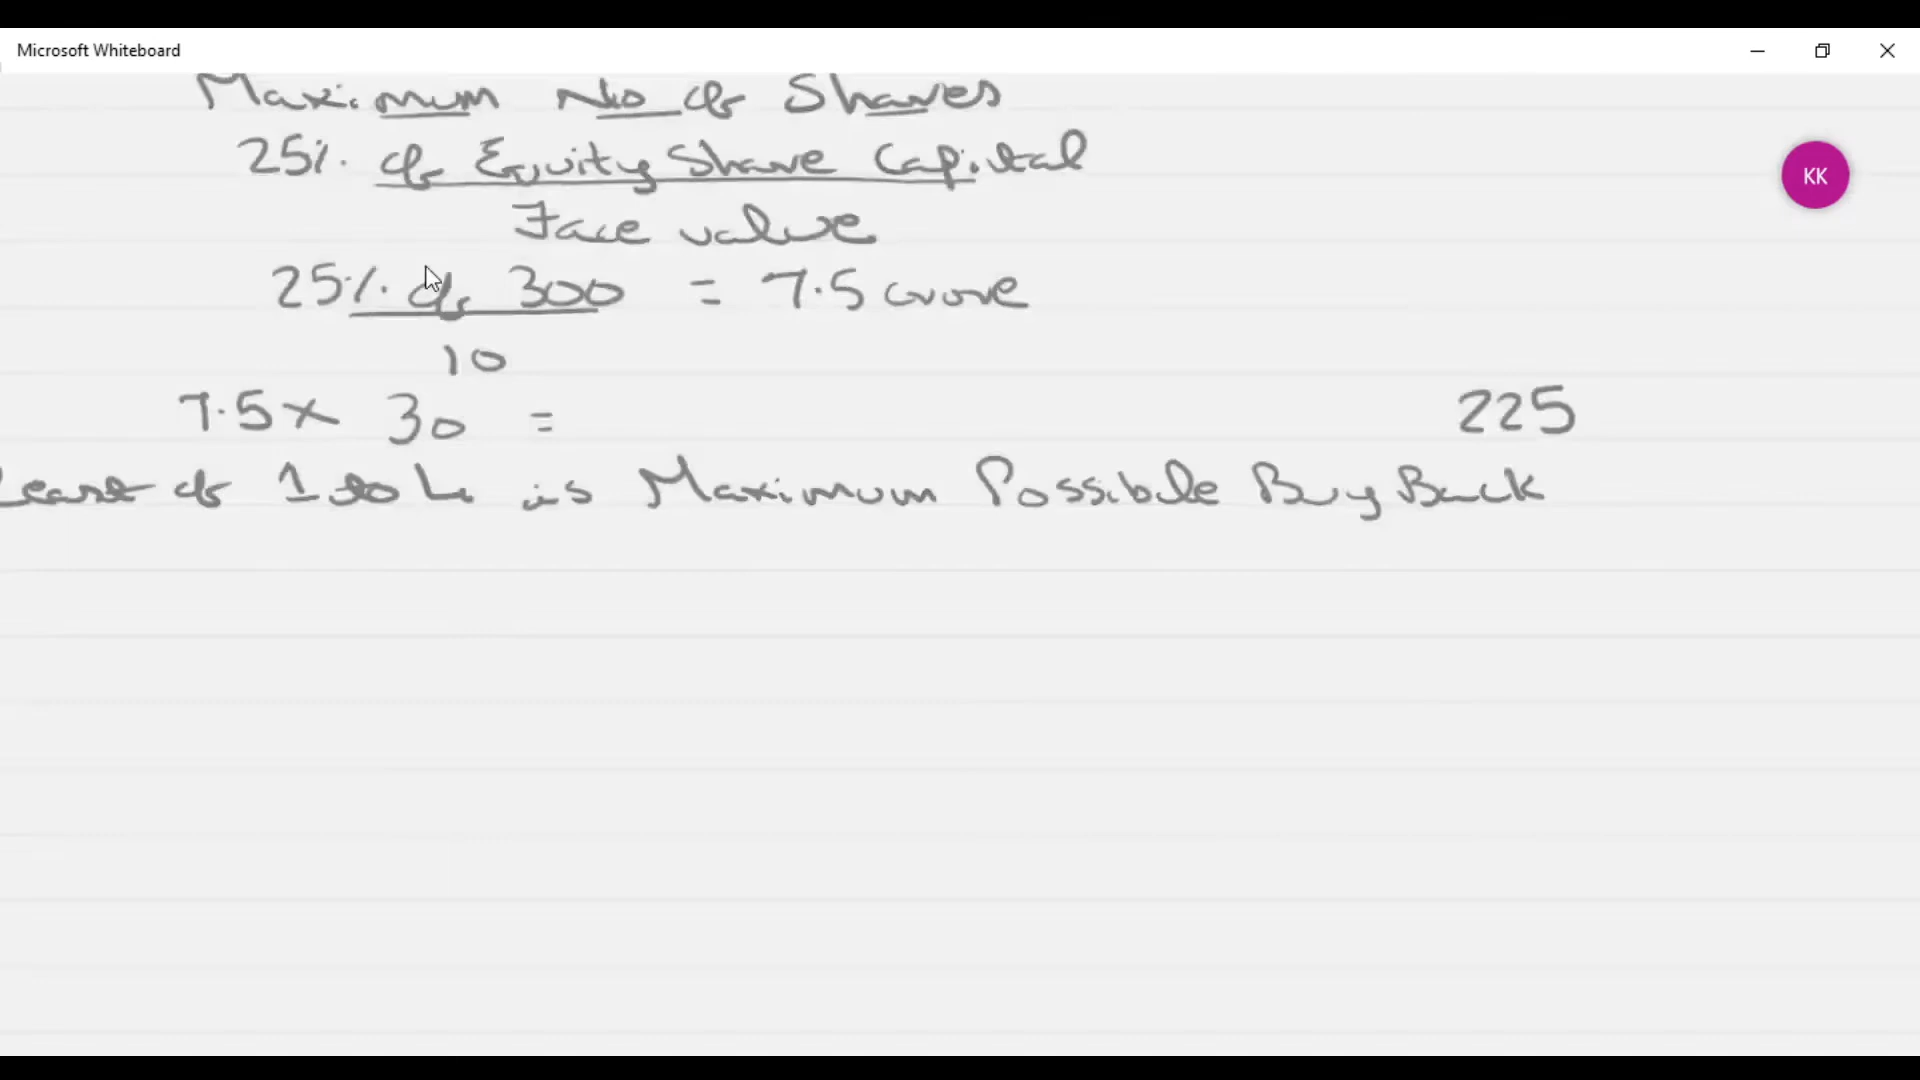 Microsoft Whiteboard
Maximum No of Shares
25% of Equity Share Capital
KK
Face value
25% of 300 = 7.5 crore
10
7.5 x 30 = 225
Least of 1 to 4 is Maximum Possible Buy Back